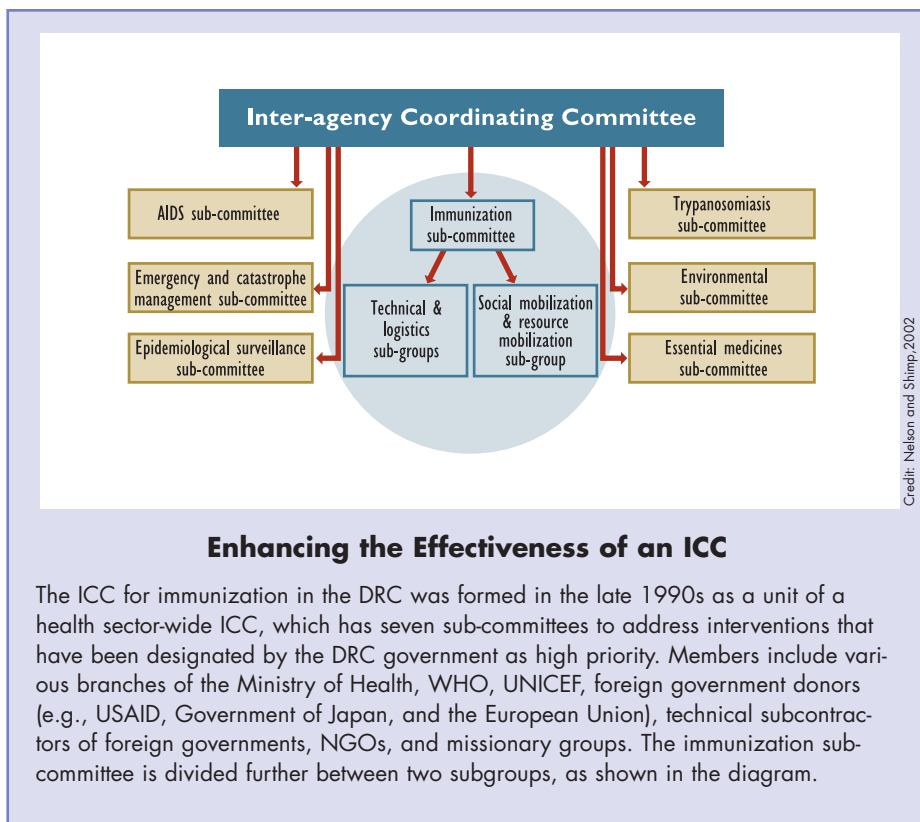 Inter-agency Coordinating Committee
AIDS sub-committee
Emergency and catastrophe
management sub-committee
Epidemiological surveillance
sub-committee
Immunization
sub-committee
Technical &
logistics
sub-groups
Social mobilization
& resource
mobilization
sub-group
Trypanosomiasis
sub-committee
Environmental
sub-committee
Essential medicines
sub-committee
Credit: Nelson and Shimp,2002
Enhancing the Effectiveness of an ICC
The ICC for immunization in the DRC was formed in the late 1990s as a unit of a
health sector-wide ICC, which has seven sub-committees to address interventions that
have been designated by the DRC government as high priority. Members include vari-
ous branches of the Ministry of Health, WHO, UNICEF, foreign government donors
(e.g., USAID, Government of Japan, and the European Union), technical subcontrac-
tors of foreign governments, NGOs, and missionary groups. The immunization sub-
committee is divided further between two subgroups, as shown in the diagram.